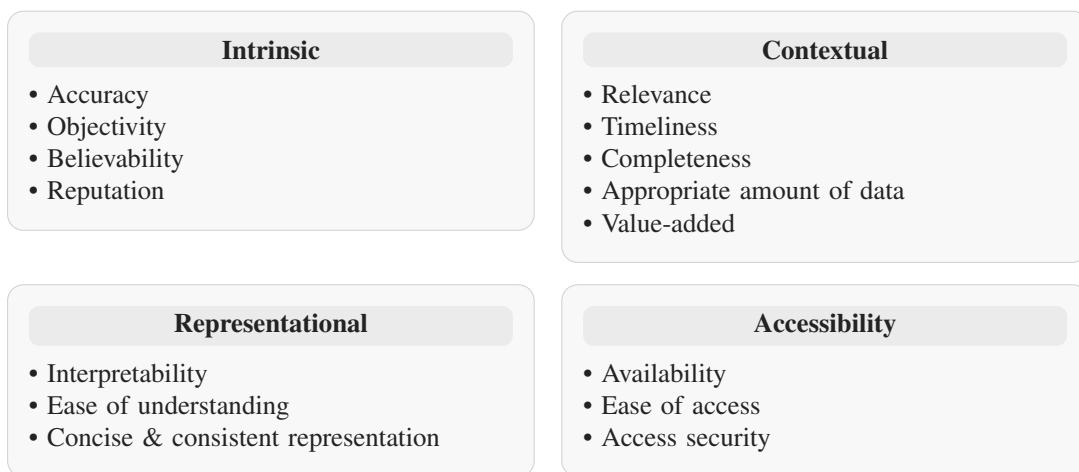 Intrinsic
• Accuracy
• Objectivity
• Believability
• Reputation
Contextual
• Relevance
• Timeliness
• Completeness
• Appropriate amount of data
• Value-added
Representational
• Interpretability
• Ease of understanding
• Concise & consistent representation
Accessibility
• Availability
• Ease of access
• Access security